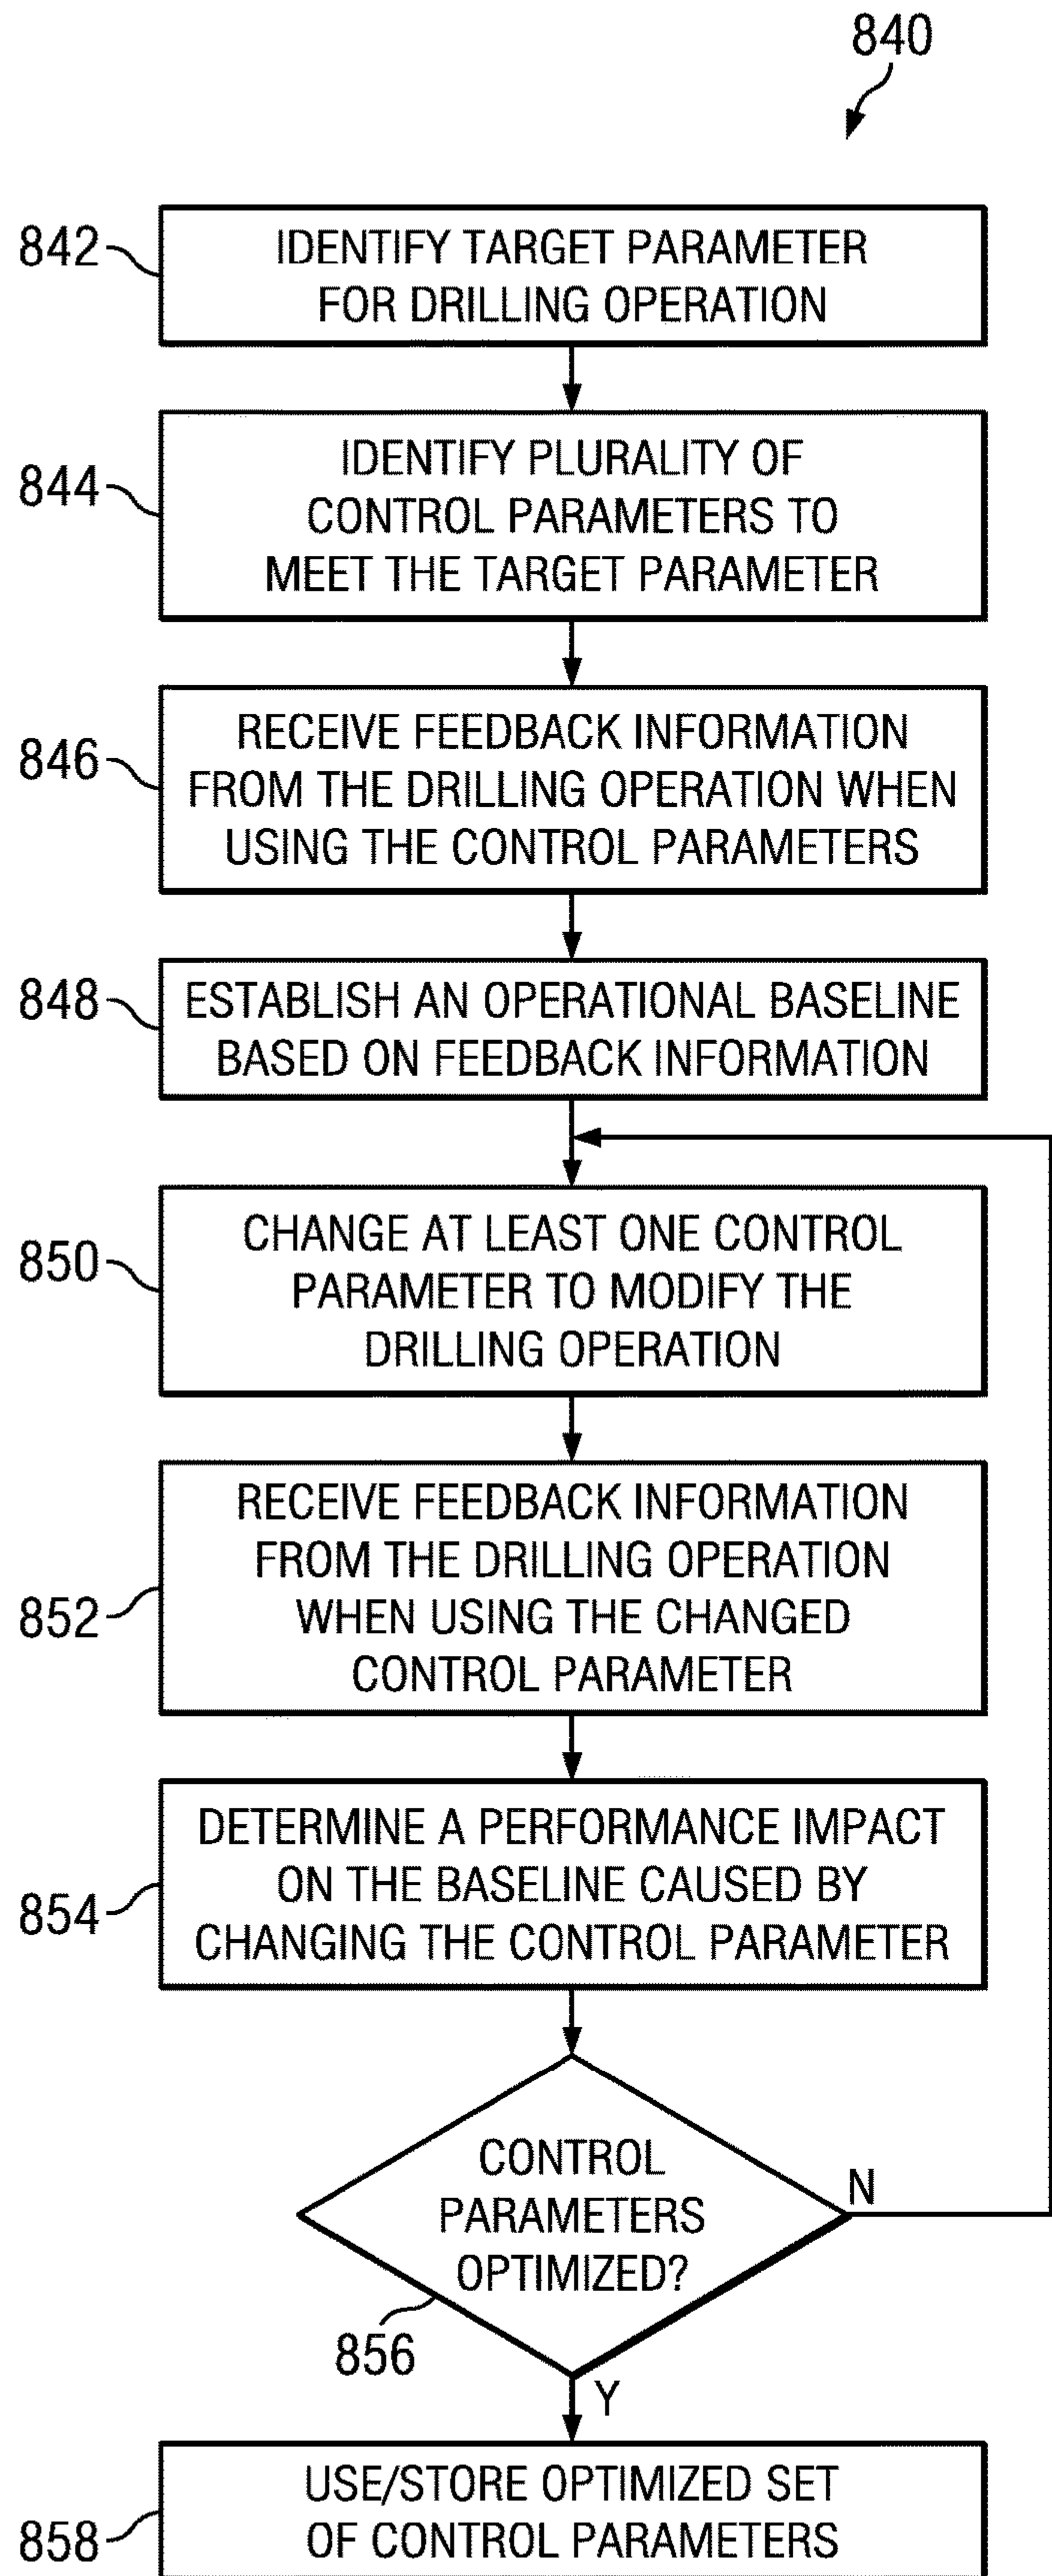 840
842
IDENTIFY TARGET PARAMETER
FOR DRILLING OPERATION
844
IDENTIFY PLURALITY OF
CONTROL PARAMETERS TO
MEET THE TARGET PARAMETER
846
RECEIVE FEEDBACK INFORMATION
FROM THE DRILLING OPERATION WHEN
USING THE CONTROL PARAMETERS
848
ESTABLISH AN OPERATIONAL BASELINE
BASED ON FEEDBACK INFORMATION
850
CHANGE AT LEAST ONE CONTROL
PARAMETER TO MODIFY THE
DRILLING OPERATION
852
RECEIVE FEEDBACK INFORMATION
FROM THE DRILLING OPERATION
WHEN USING THE CHANGED
CONTROL PARAMETER
854
DETERMINE A PERFORMANCE IMPACT
ON THE BASELINE CAUSED BY
CHANGING THE CONTROL PARAMETER
CONTROL
PARAMETERS
OPTIMIZED?
N
856
Y
858
USE/STORE OPTIMIZED SET
OF CONTROL PARAMETERS